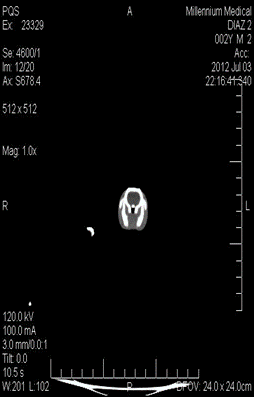 PQS
Ex: 23329
Se: 4600/1
Im: 12/20
Ax: S678.4
512 x 512
Mag: 1.0x
A
Millennium Medical
DIAZ 2
002Y M 2
Acc:
2012 Jul 03
22:16:41.340
R
L
120.0 kV
100.0 mA
3.0 mm/0.0:1
Tilt: 0.0
10.5 s
W:201 L:102
P
DFOV: 24.0 x 24.0cm